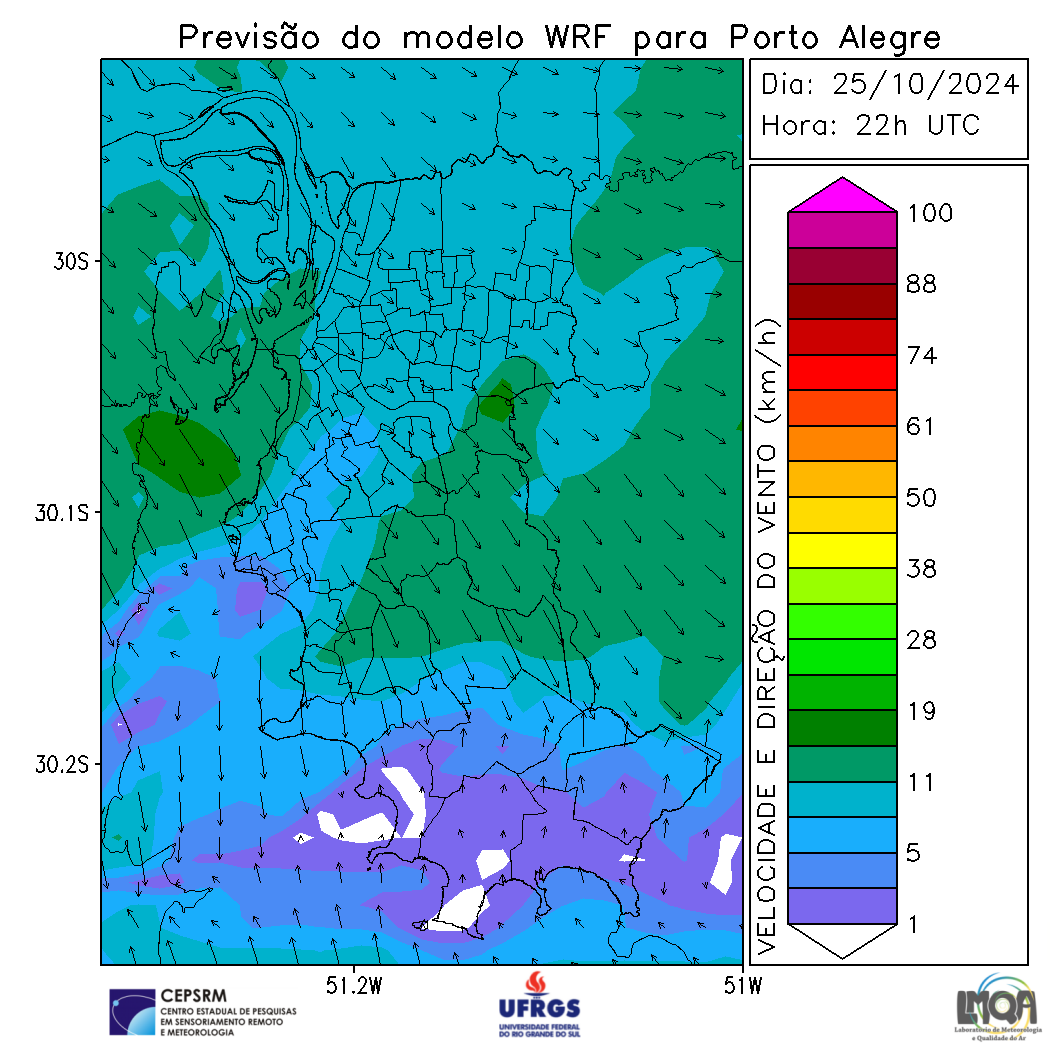 Previsão do modelo WRF para Porto Alegre
Dia: 25/10/2024
Hora: 22h UTC
30S
30.1S
30.2S
51.2W
51W
VELOCIDADE E DIREÇÃO DO VENTO (km/h)
100
88
74
61
50
38
28
19
11
5
1
CEPSRM
CENTRO ESTADUAL DE PESQUISAS
EM SENSORIAMENTO REMOTO
E METEOROLOGIA
UFRGS
UNIVERSIDADE FEDERAL
DO RIO GRANDE DO SUL
LMQA
Laboratório de Meteorologia
e Qualidade do Ar